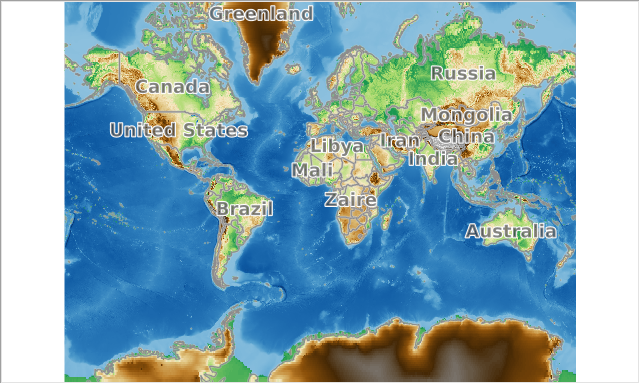 Greenland
Russia
Canada
Mongolia
United States
China
Iran
Libya
India
Mali
Zaire
Brazil
Australia